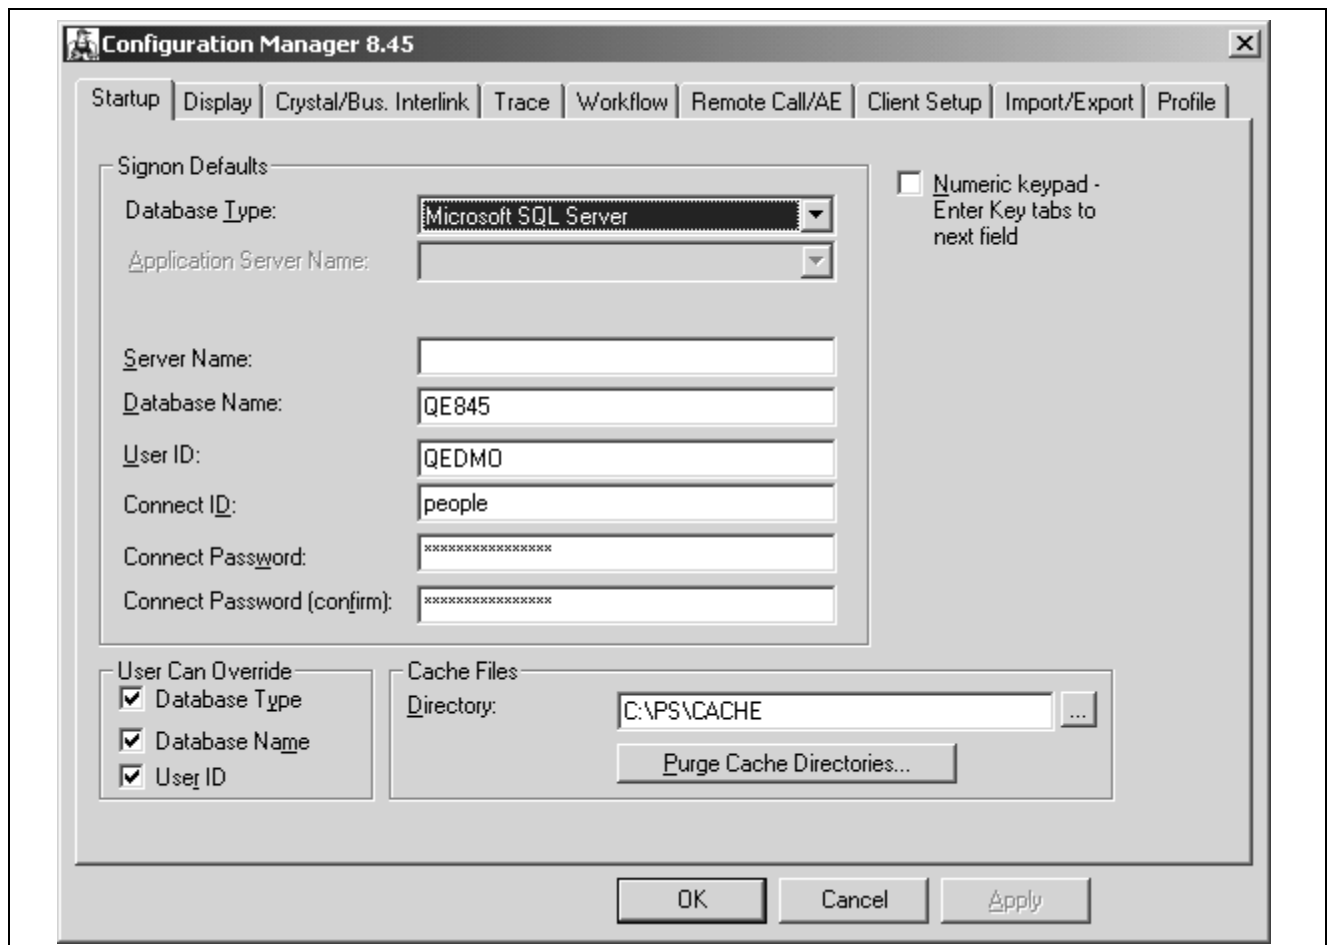 Configuration Manager 8.45
Startup Display Crystal/Bus. Interlink Trace Workflow Remote Call/AE Client Setup Import/Export Profile
Signon Defaults
Database Type: Microsoft SQL Server
Numeric keypad -
Enter Key tabs to
next field
Application Server Name:
Server Name:
Database Name: QE845
User ID: QEDMO
Connect ID: people
Connect Password: ****************
Connect Password (confirm): ****************
User Can Override
Database Type
Database Name
User ID
Cache Files
Directory: C:\PS\CACHE ...
Purge Cache Directories...
OK Cancel Apply